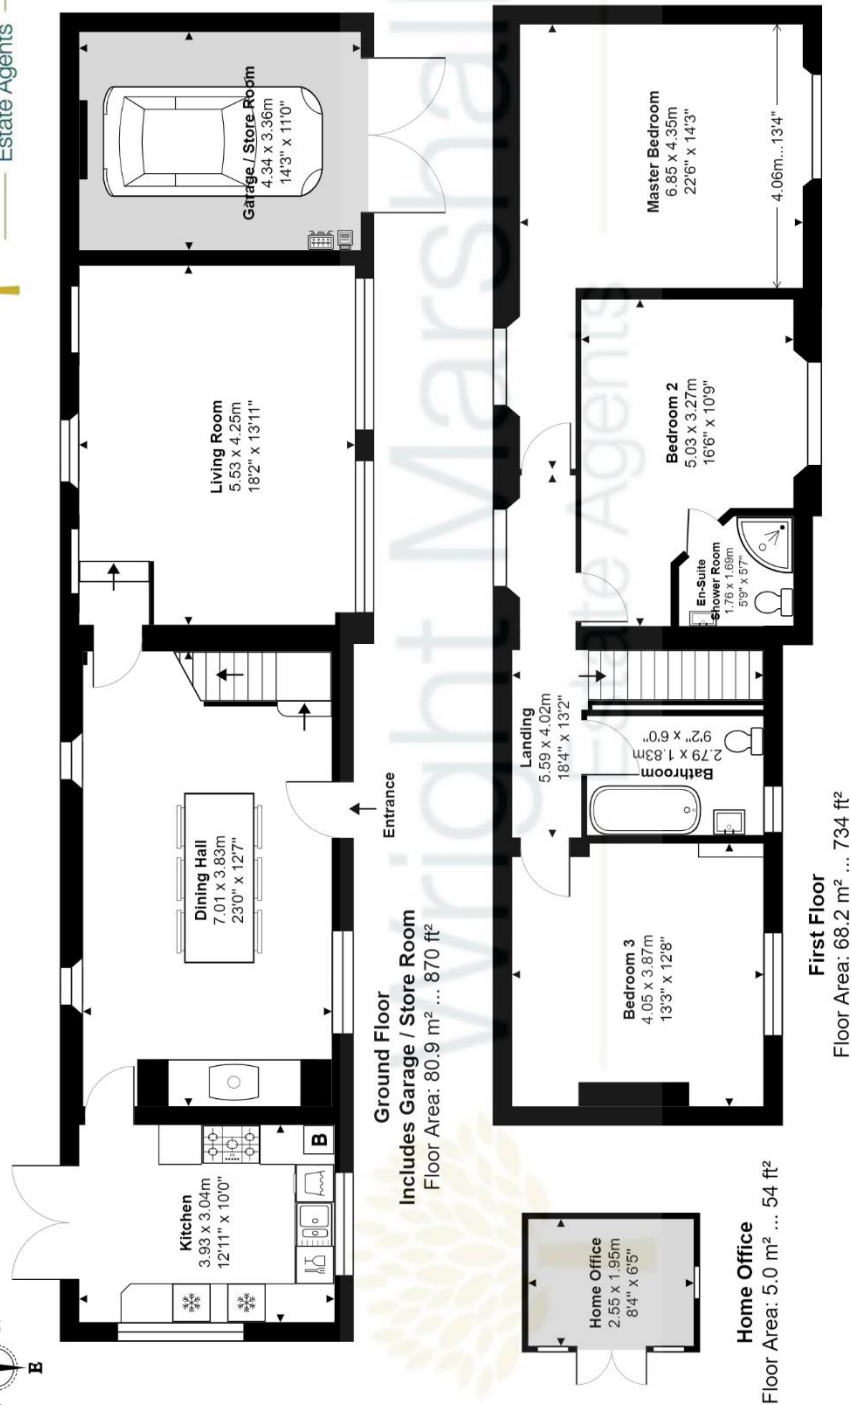 Estate Agents
E
Kitchen
3.93 x 3.04m
12'11" x 10'0"
B
Dining Hall
7.01 x 3.83m
23'0" x 12'7"
Entrance
Living Room
5.53 x 4.25m
18'2" x 13'11"
Garage / Store Room
4.34 x 3.36m
14'3" x 11'0"
Ground Floor
Includes Garage / Store Room
Floor Area: 80.9 m² ... 870 ft²
Wright Marshall
Estate Agents
Home Office
2.55 x 1.95m
8'4" x 6'5"
Home Office
Floor Area: 5.0 m² ... 54 ft²
Bedroom 3
4.05 x 3.87m
13'3" x 12'8"
Landing
5.59 x 4.02m
18'4" x 13'2"
Bathroom
2.79 x 1.83m
9'2" x 6'0"
Bedroom 2
5.03 x 3.27m
16'6" x 10'9"
En-Suite
Shower Room
1.76 x 1.69m
5'9" x 5'7"
Master Bedroom
6.85 x 4.35m
22'6" x 14'3"
4.06m...13'4"
First Floor
Floor Area: 68.2 m² ... 734 ft²